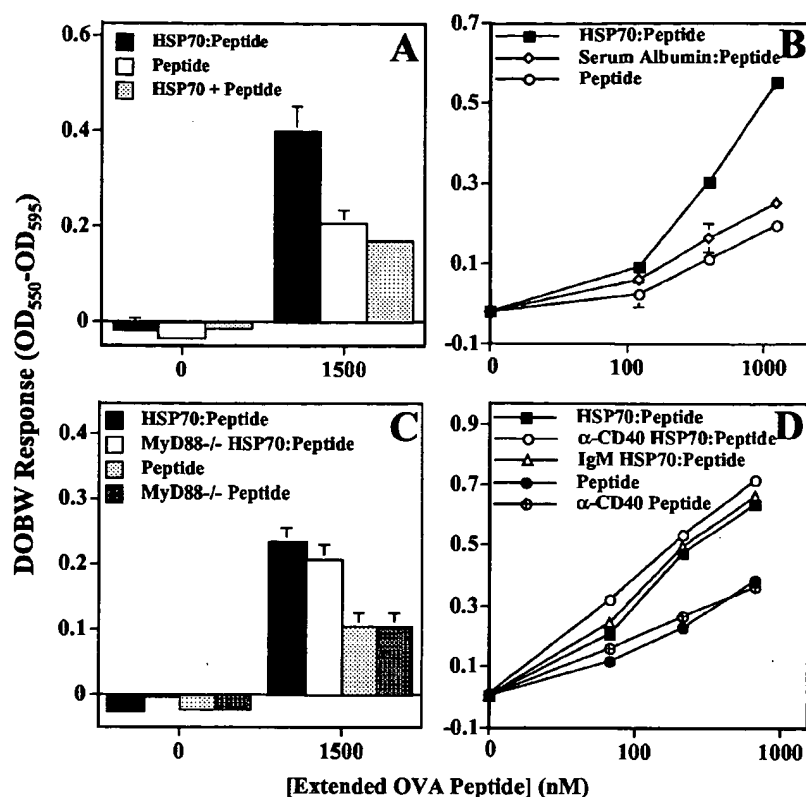 DOBW Response (OD550-OD595)
A
HSP70:Peptide
Peptide
HSP70 + Peptide
0.6
0.4
0.2
0
0
1500
B
HSP70:Peptide
Serum Albumin:Peptide
Peptide
0.7
0.5
0.3
0.1
-0.1
0
100
1000
C
HSP70:Peptide
MyD88-/- HSP70:Peptide
Peptide
MyD88-/- Peptide
0.4
0.3
0.2
0.1
0
0
1500
D
HSP70:Peptide
α-CD40 HSP70:Peptide
IgM HSP70:Peptide
Peptide
α-CD40 Peptide
0.9
0.7
0.5
0.3
0.1
-0.1
0
100
1000
[Extended OVA Peptide] (nM)